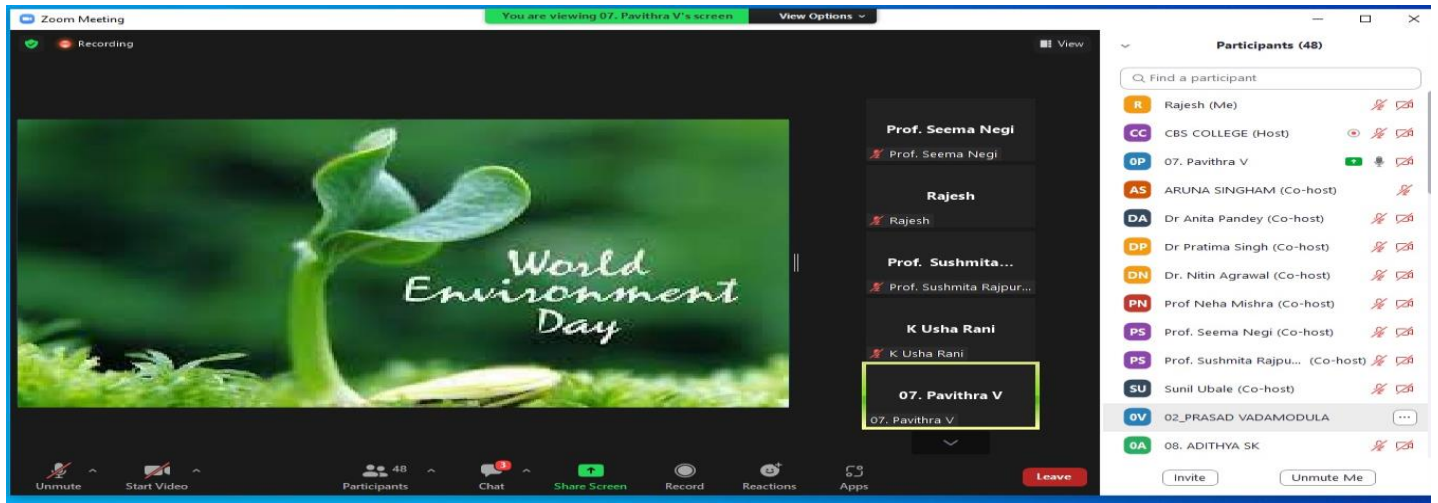 Zoom Meeting
You are viewing 07. Pavithra V's screen
View Options
Recording
View
World
Environment
Day
Prof. Seema Negi
Prof. Seema Negi
Rajesh
Rajesh
Prof. Sushmita...
Prof. Sushmita Rajpur...
K Usha Rani
K Usha Rani
07. Pavithra V
07. Pavithra V
Unmute
Start Video
48
Participants
3
Chat
Share Screen
Record
Reactions
Apps
Leave
Participants (48)
Find a participant
R Rajesh (Me)
CC CBS COLLEGE (Host)
0P 07. Pavithra V
AS ARUNA SINGHAM (Co-host)
DA Dr Anita Pandey (Co-host)
DP Dr Pratima Singh (Co-host)
DN Dr. Nitin Agrawal (Co-host)
PN Prof Neha Mishra (Co-host)
PS Prof. Seema Negi (Co-host)
PS Prof. Sushmita Rajpu... (Co-host)
SU Sunil Ubale (Co-host)
0V 02_PRASAD VADAMODULA
0A 08. ADITHYA SK
Invite
Unmute Me